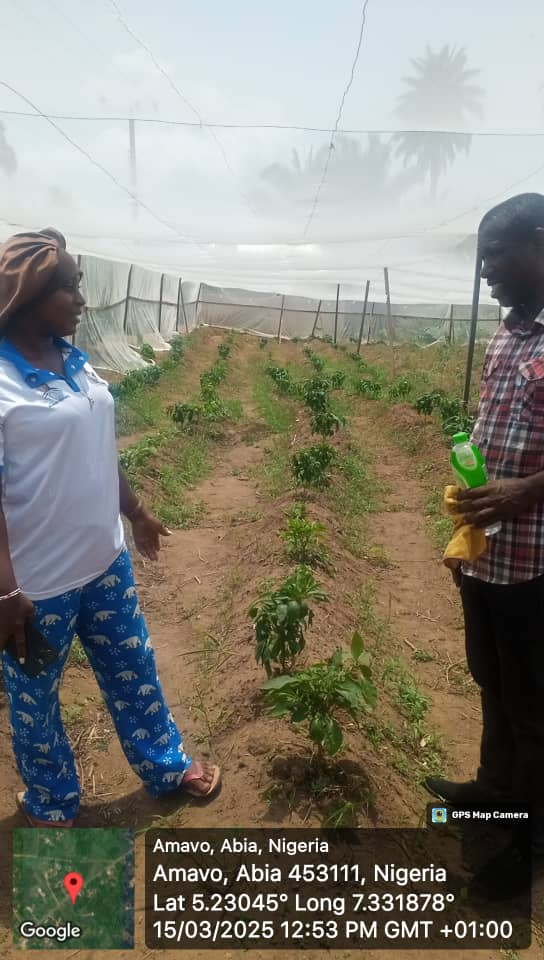 GPS Map Camera
Amavo, Abia, Nigeria
Amavo, Abia 453111, Nigeria
Lat 5.23045° Long 7.331878°
15/03/2025 12:53 PM GMT +01:00
Google